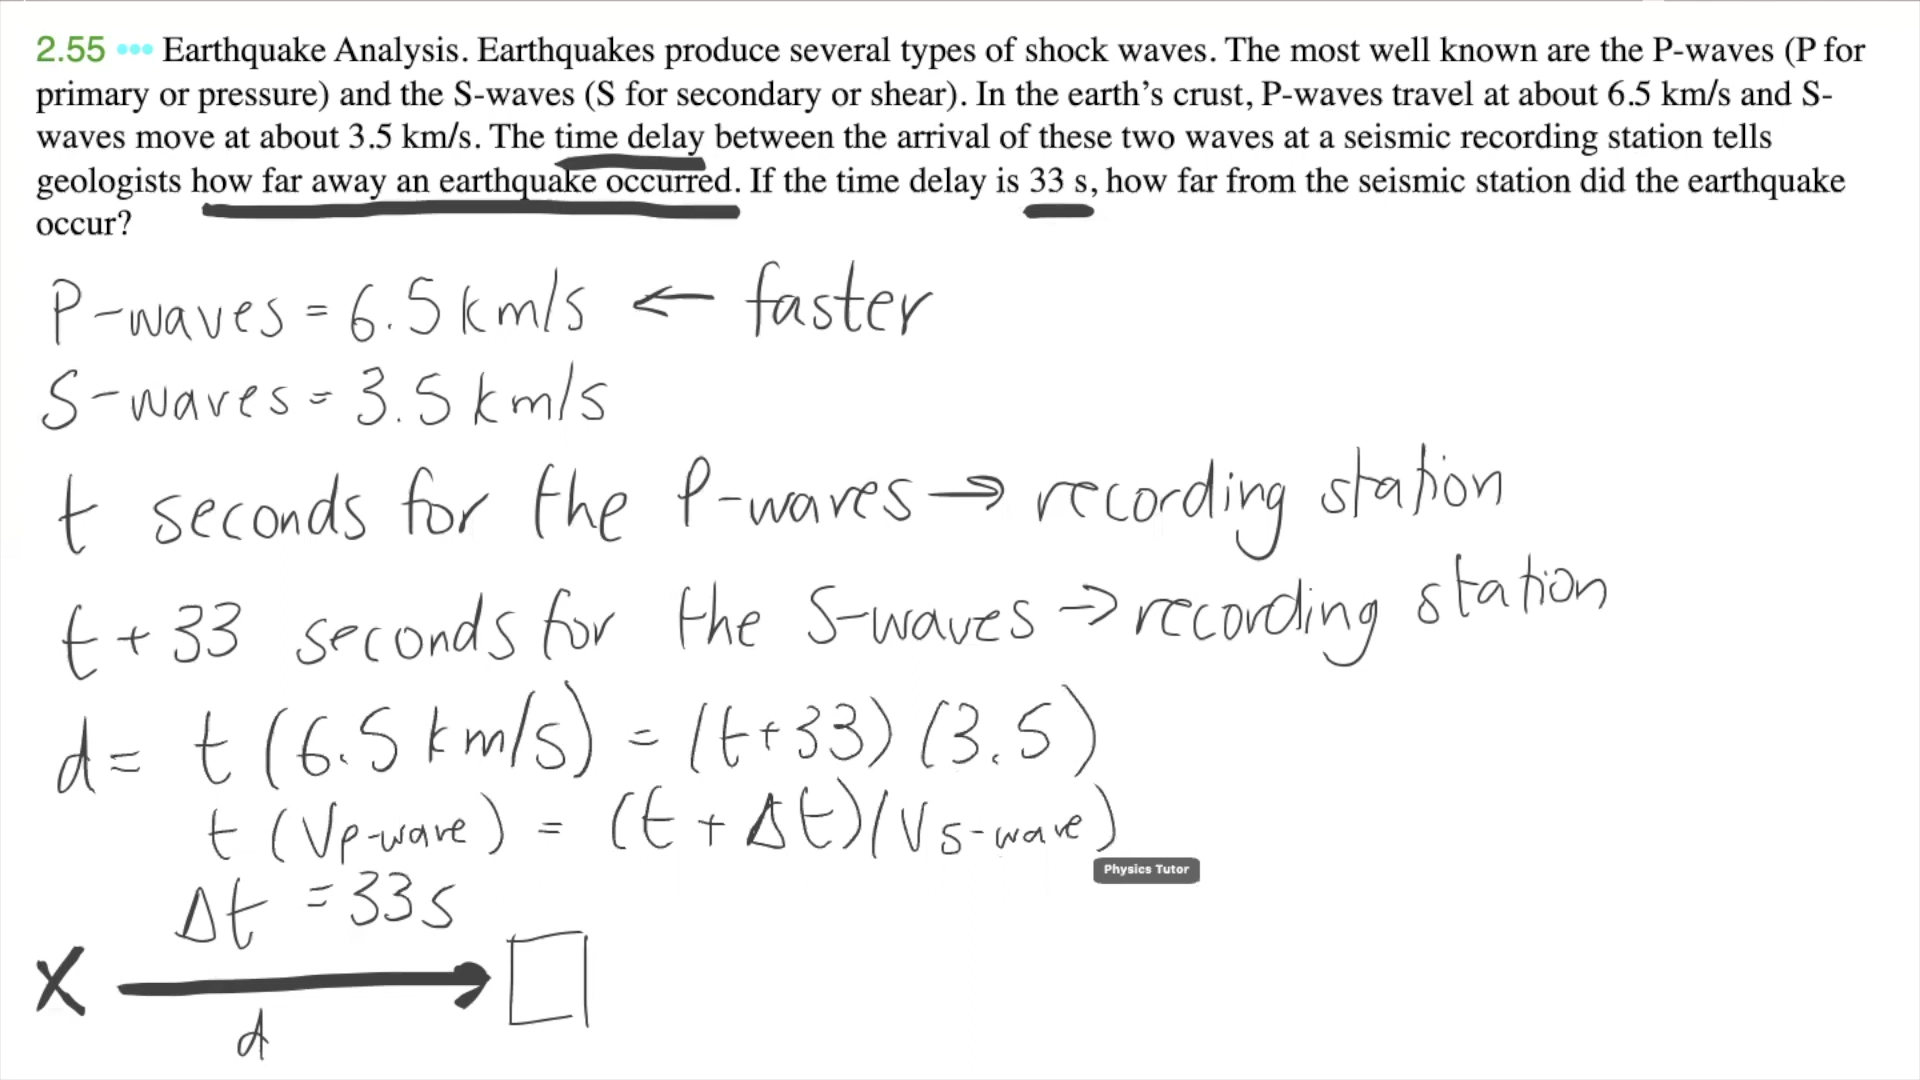 2.55 ••• Earthquake Analysis. Earthquakes produce several types of shock waves. The most well known are the P-waves (P for
primary or pressure) and the S-waves (S for secondary or shear). In the earth's crust, P-waves travel at about 6.5 km/s and S-
waves move at about 3.5 km/s. The time delay between the arrival of these two waves at a seismic recording station tells
geologists how far away an earthquake occurred. If the time delay is 33 s, how far from the seismic station did the earthquake
occur?
P-waves = 6.5 km/s ← faster
S-waves = 3.5 km/s
t seconds for the P-waves → recording station
t + 33 seconds for the S-waves → recording station
d = t (6.5 km/s) = (t+33) (3.5)
t (Vp-wave) = (t + Δt)(Vs-wave)
Physics Tutor
Δt = 33s
X
d